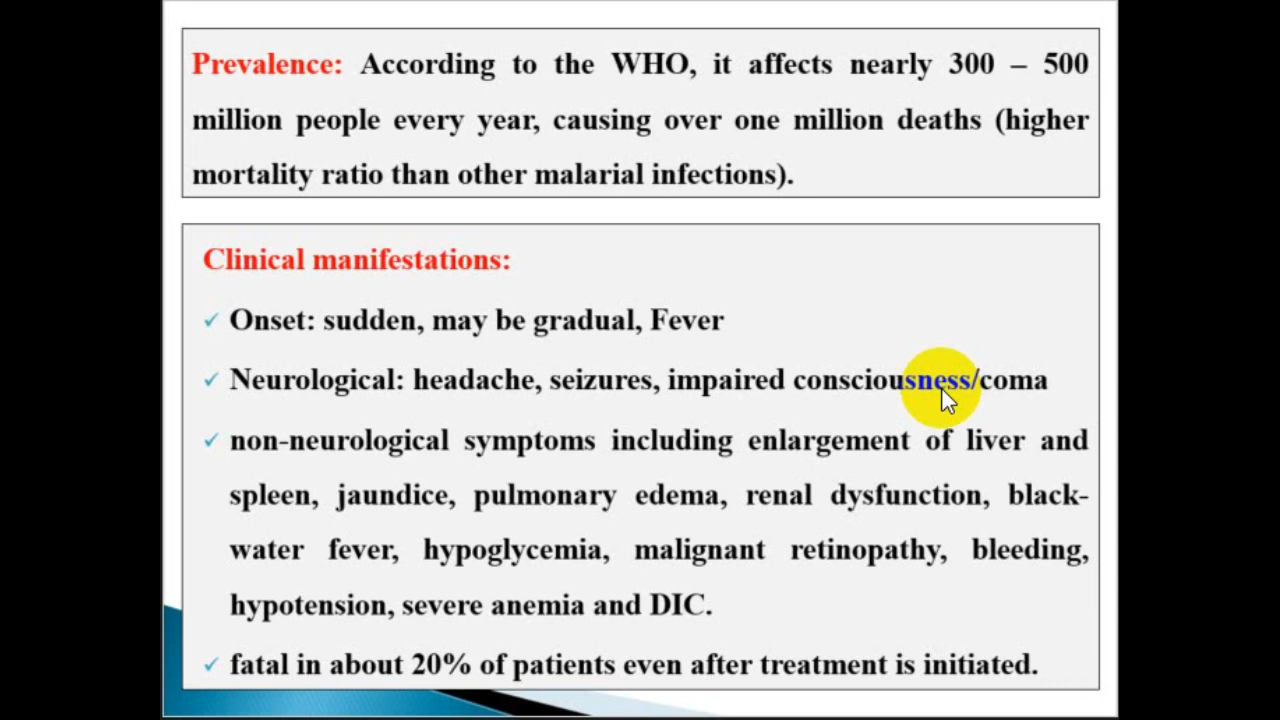 Prevalence: According to the WHO, it affects nearly 300 – 500
million people every year, causing over one million deaths (higher
mortality ratio than other malarial infections).
Clinical manifestations:
✓ Onset: sudden, may be gradual, Fever
✓ Neurological: headache, seizures, impaired consciousness/coma
✓ non-neurological symptoms including enlargement of liver and
spleen, jaundice, pulmonary edema, renal dysfunction, black-
water fever, hypoglycemia, malignant retinopathy, bleeding,
hypotension, severe anemia and DIC.
✓ fatal in about 20% of patients even after treatment is initiated.